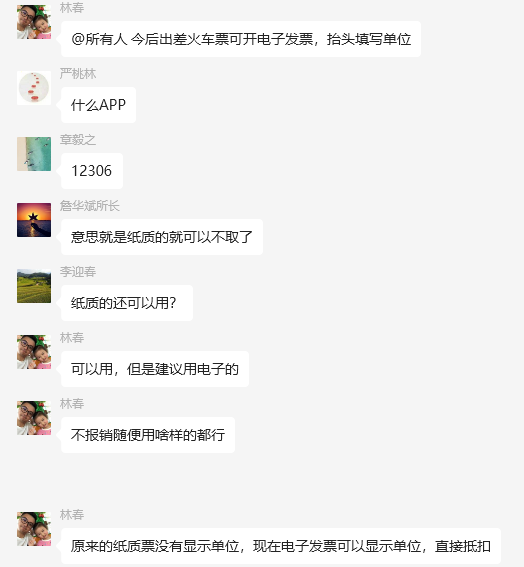 林春
@所有人 今后出差火车票可开电子发票，抬头填写单位
严桃林
什么APP
章毅之
12306
詹华斌所长
意思就是纸质的就可以不取了
李迎春
纸质的还可以用？
林春
可以用，但是建议用电子的
林春
不报销随便用啥样的都行
林春
原来的纸质票没有显示单位，现在电子发票可以显示单位，直接抵扣